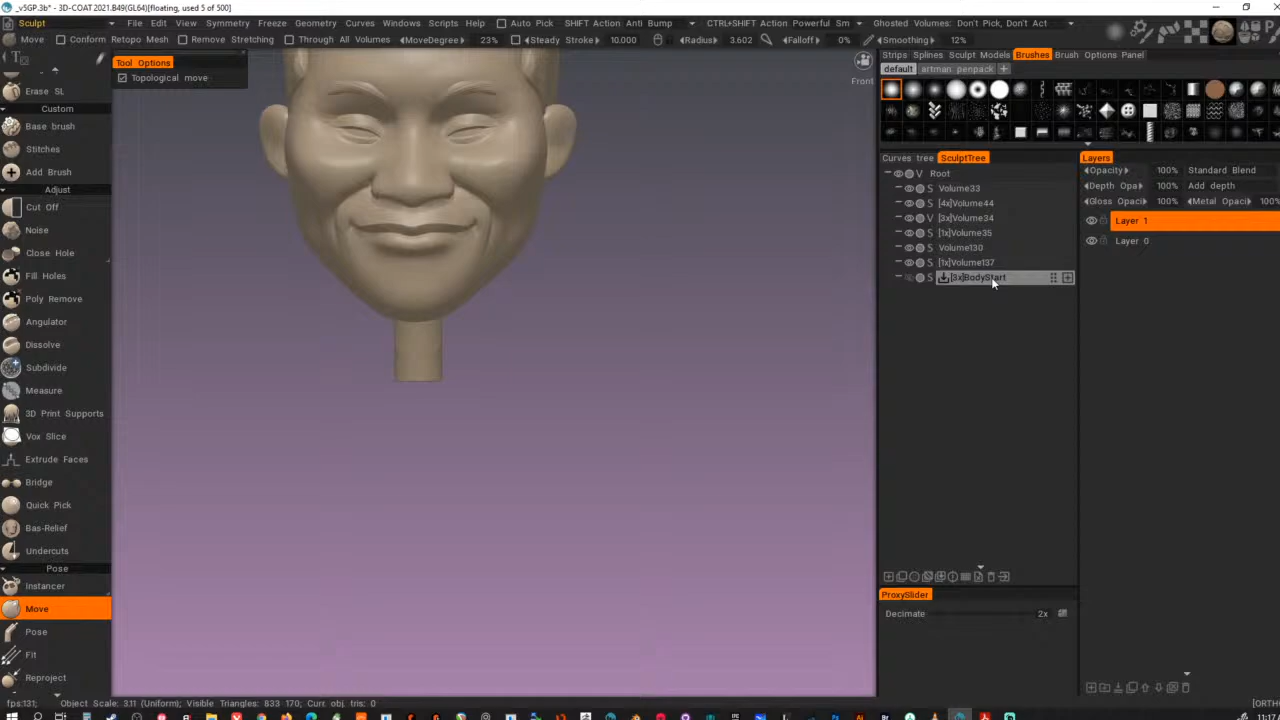 _v5GP.3b* - 3D-COAT 2021.B49(GL64)[floating, used 5 of 500]
Sculpt File Edit View Symmetry Freeze Geometry Curves Windows Scripts Help Auto Pick SHIFT Action Anti Bump CTRL+SHIFT Action Powerful Sm Ghosted Volumes: Don't Pick, Don't Act
Move Conform Retopo Mesh Remove Stretching Through All Volumes MoveDegree 23% Steady Stroke 10.000 Radius 3.602 Falloff 0% Smoothing 12%
Tool Options
Topological move
Front
Erase SL
Custom
Base brush
Stitches
Add Brush
Adjust
Cut Off
Noise
Close Hole
Fill Holes
Poly Remove
Angulator
Dissolve
Subdivide
Measure
3D Print Supports
Vox Slice
Extrude Faces
Bridge
Quick Pick
Bas-Relief
Undercuts
Pose
Instancer
Move
Pose
Fit
Reproject
Strips Splines Sculpt Models Brushes Brush Options Panel
default artman penpack +
Curves tree SculptTree
V Root
S Volume33
S [4x]Volume44
V [3x]Volume34
S [1x]Volume35
S Volume130
S [1x]Volume137
S [3x]BodyStart
ProxySlider
Decimate 2x
Layers
Opacity 100% Standard Blend
Depth Opa 100% Add depth
Gloss Opaci 100% Metal Opaci 100%
Layer 1
Layer 0
fps:131; Object Scale: 3.11 (Uniform); Visible Triangles: 833 170; Curr. obj. tris: 0
[ORTH